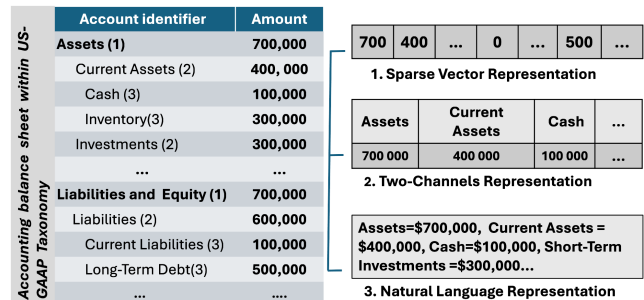 Accounting balance sheet within US-
GAAP Taxonomy
Account identifier Amount
Assets (1) 700,000
Current Assets (2) 400, 000
Cash (3) 100,000
Inventory(3) 300,000
Investments (2) 300,000
... ...
Liabilities and Equity (1) 700,000
Liabilities (2) 600,000
Current Liabilities (3) 100,000
Long-Term Debt(3) 500,000
... ....
700 400 ... 0 ... 500 ...
1. Sparse Vector Representation
Assets Current Assets Cash ...
700 000 400 000 100 000 ...
2. Two-Channels Representation
Assets=$700,000, Current Assets =
$400,000, Cash=$100,000, Short-Term
Investments =$300,000...
3. Natural Language Representation